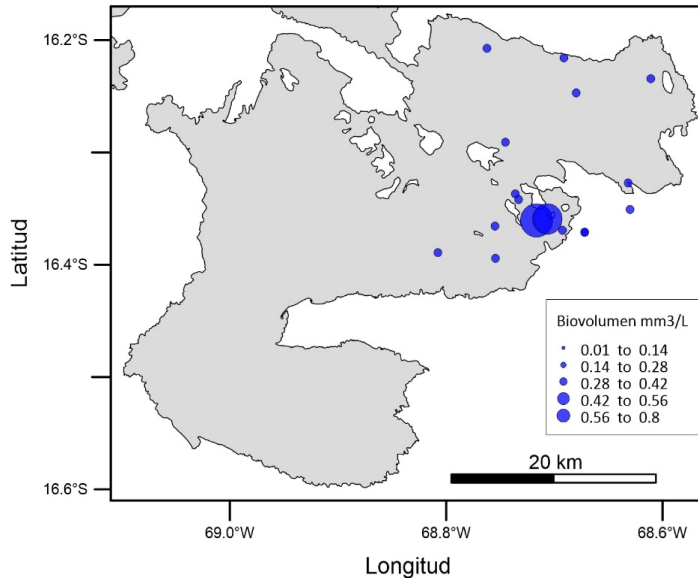 16.2°S
16.4°S
16.6°S
Latitud
Biovolumen mm3/L
0.01 to 0.14
0.14 to 0.28
0.28 to 0.42
0.42 to 0.56
0.56 to 0.8
20 km
69.0°W
68.8°W
68.6°W
Longitud